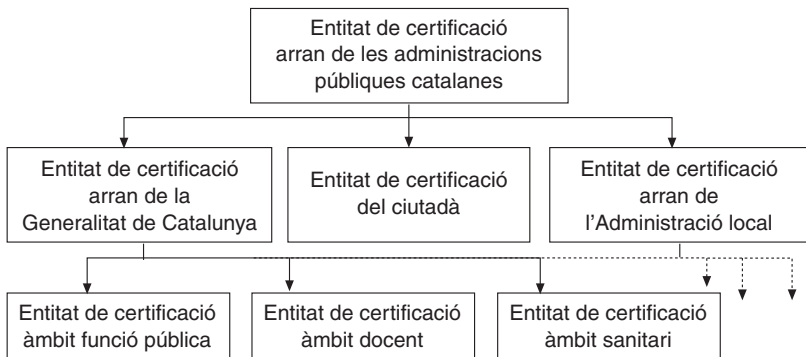 Entitat de certificació
arran de les administracions
públiques catalanes
Entitat de certificació
arran de la
Generalitat de Catalunya
Entitat de certificació
del ciutadà
Entitat de certificació
arran de
l’Administració local
Entitat de certificació
àmbit funció pública
Entitat de certificació
àmbit docent
Entitat de certificació
àmbit sanitari